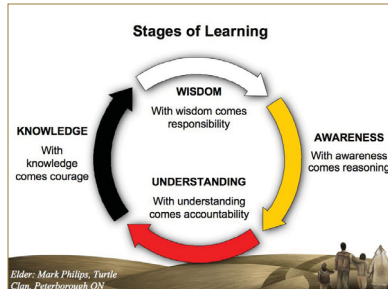 Stages of Learning
WISDOM
With wisdom comes
responsibility
AWARENESS
With awareness
comes reasoning
UNDERSTANDING
With understanding
comes accountability
KNOWLEDGE
With
knowledge
comes courage
Elder: Mark Philips, Turtle
Clan, Peterborough ON